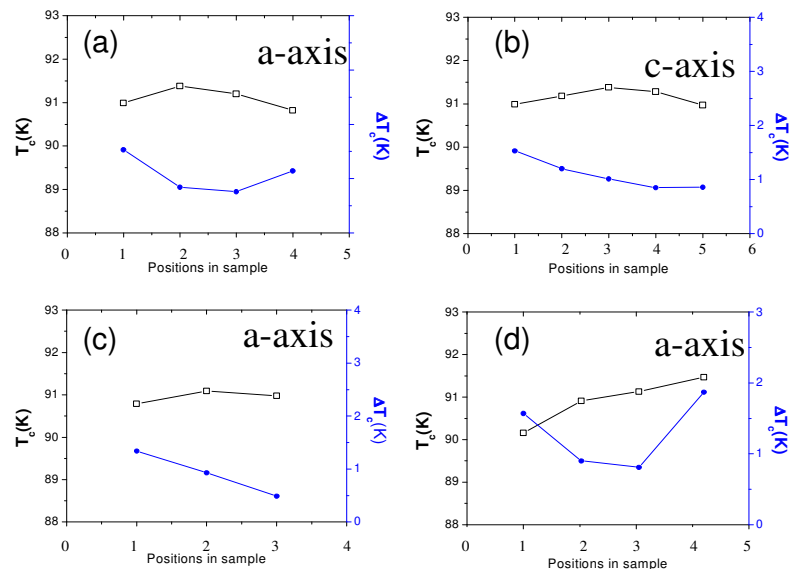 (a)
a-axis
93
92
91
90
89
88
T_c(K)
ΔT_c(K)
0 1 2 3 4 5
Positions in sample
(b)
c-axis
93
92
91
90
89
88
T_c(K)
4
3
2
1
0
ΔT_c(K)
0 1 2 3 4 5 6
Positions in sample
(c)
a-axis
93
92
91
90
89
88
T_c(K)
4
3
2
1
0
ΔT_c(K)
0 1 2 3 4
Positions in sample
(d)
a-axis
93
92
91
90
89
88
T_c(K)
3
2
1
0
ΔT_c(K)
0 1 2 3 4 5
Positions in sample